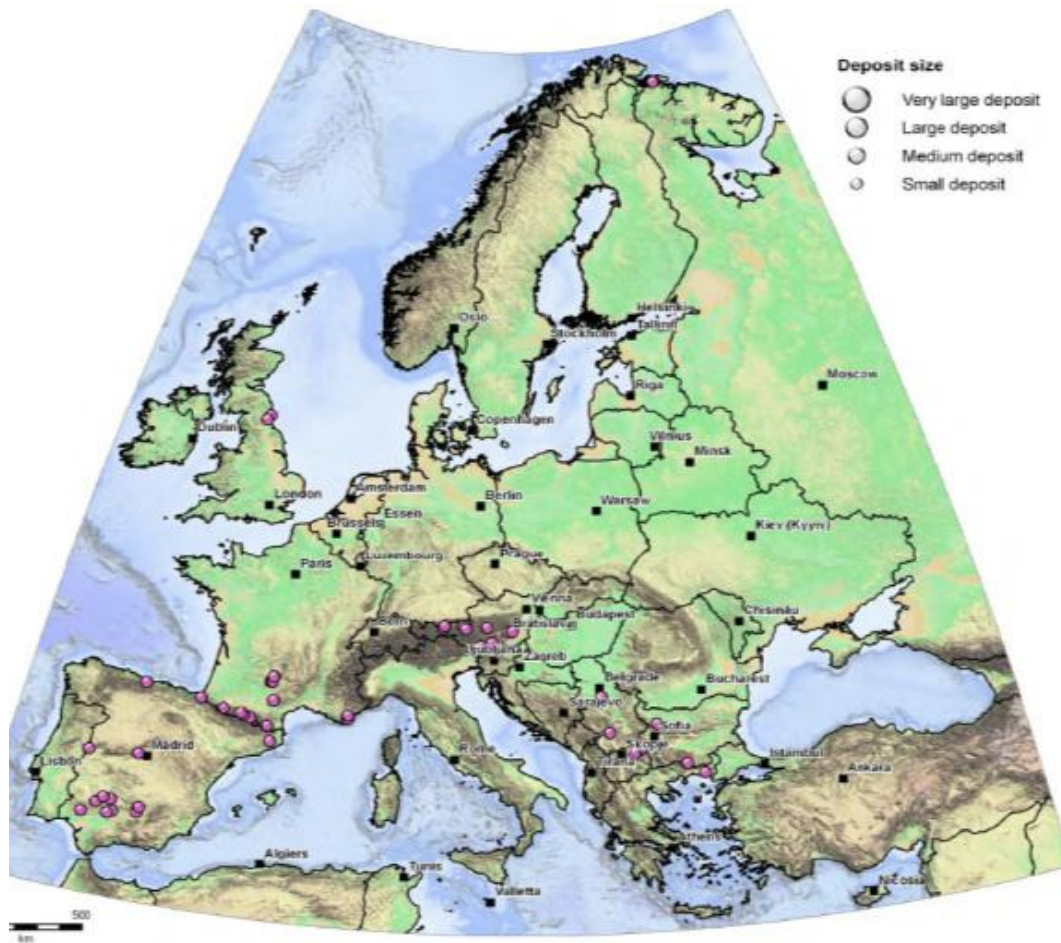 Deposit size
Very large deposit
Large deposit
Medium deposit
Small deposit
Oslo
Helsinki
Tallinn
Stockholm
Moscow
Riga
Dublin
Copenhagen
Vilnius
Minsk
London
Amsterdam
Berlin
Warsaw
Essen
Brussels
Kiev (Kyyiv)
Luxembourg
Prague
Paris
Vienna
Budapest
Chisinau
Bern
Bratislava
Ljubljana
Zagreb
Belgrade
Bucharest
Sarajevo
Sofia
Madrid
Skopje
Rome
Istambul
Lisbon
Tirana
Ankara
Athens
Algiers
Tunis
Valletta
Nicosia
500
km